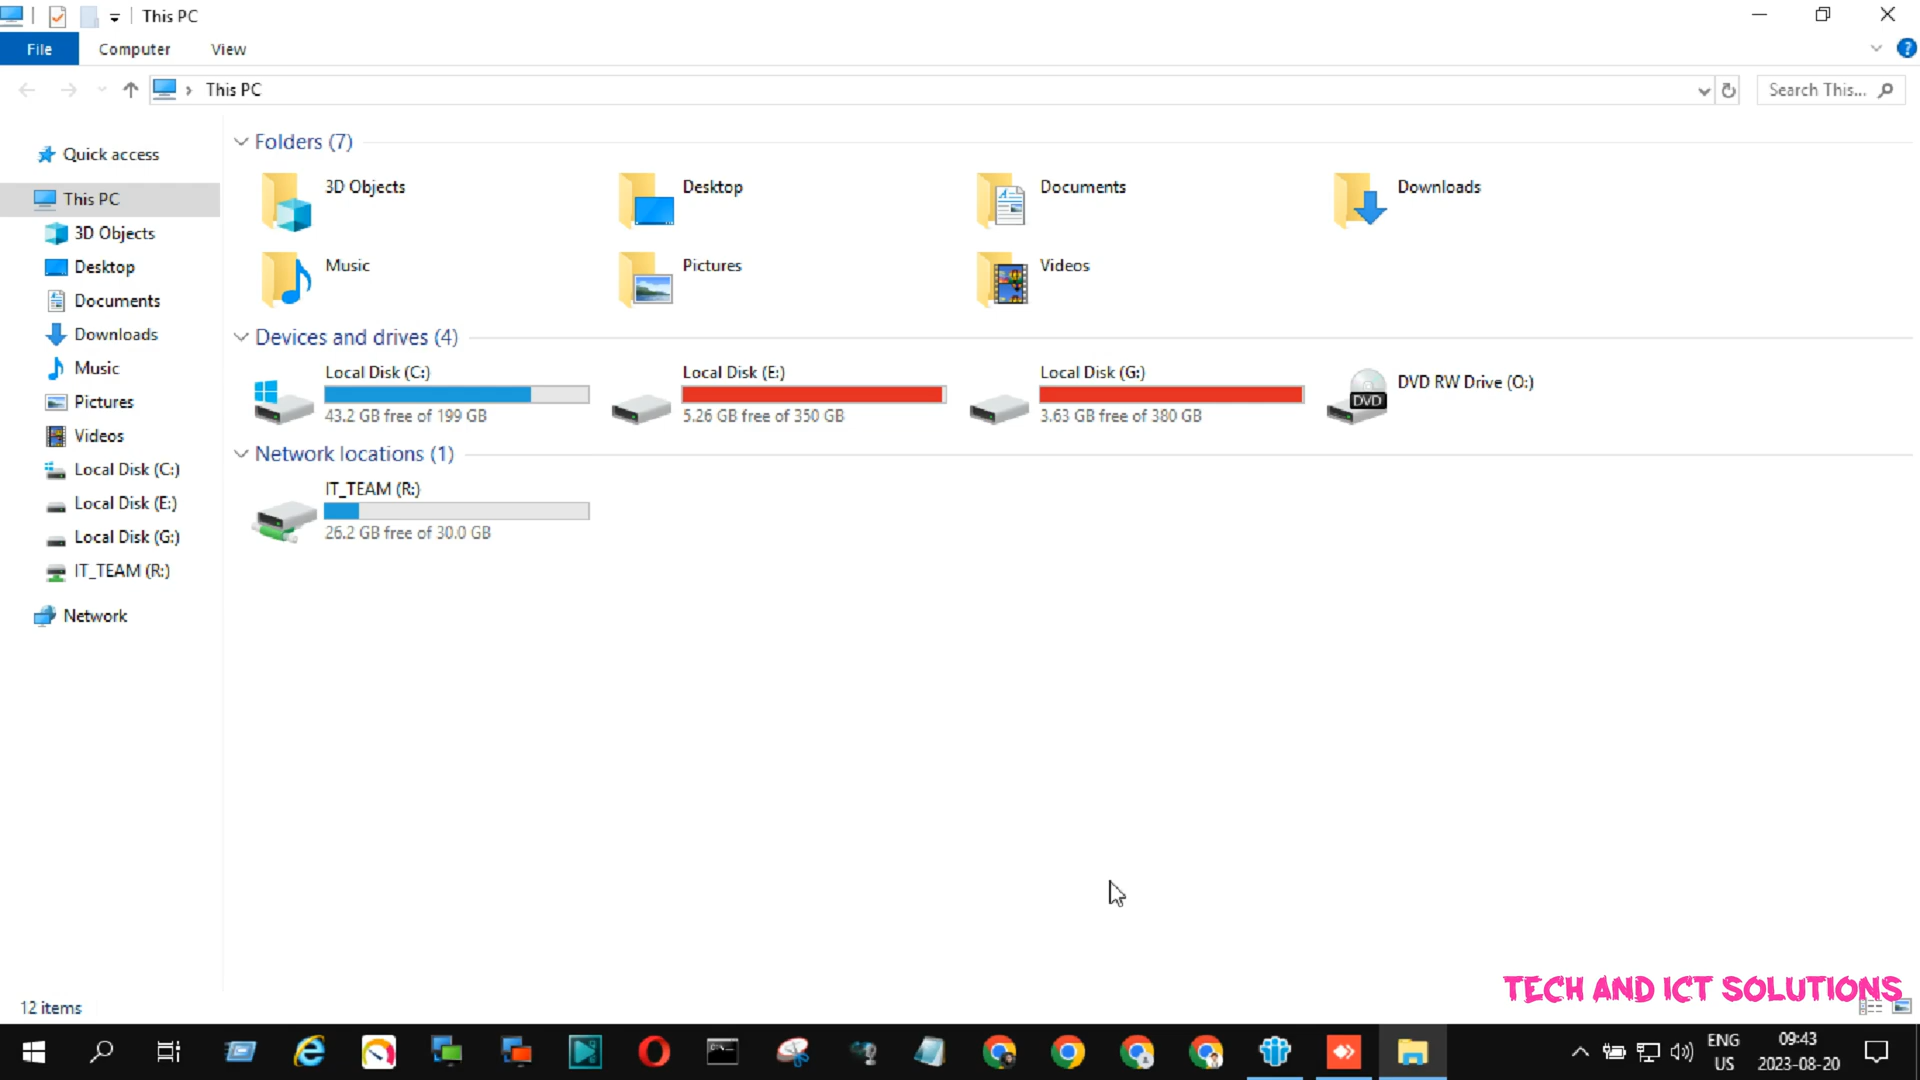 This PC
File Computer View
This PC
Search This...
Quick access
This PC
3D Objects
Desktop
Documents
Downloads
Music
Pictures
Videos
Local Disk (C:)
Local Disk (E:)
Local Disk (G:)
IT_TEAM (R:)
Network
Folders (7)
3D Objects
Desktop
Documents
Downloads
Music
Pictures
Videos
Devices and drives (4)
Local Disk (C:)
43.2 GB free of 199 GB
Local Disk (E:)
5.26 GB free of 350 GB
Local Disk (G:)
3.63 GB free of 380 GB
DVD
DVD RW Drive (O:)
Network locations (1)
IT_TEAM (R:)
26.2 GB free of 30.0 GB
TECH AND ICT SOLUTIONS
12 items
ENG
US
09:43
2023-08-20